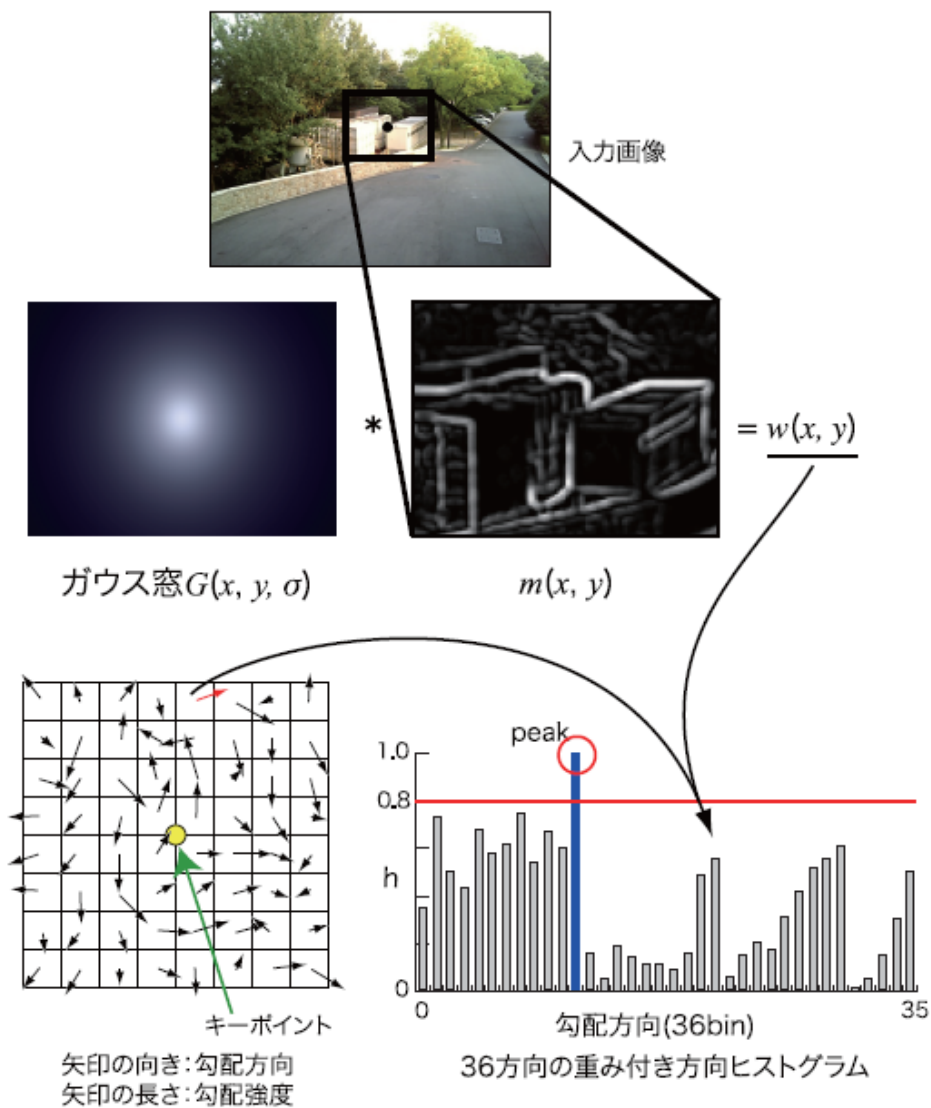 入力画像
*
= w(x, y)
ガウス窓G(x, y, σ)
m(x, y)
peak
1.0
0.8
h
0
0
35
キーポイント
勾配方向(36bin)
矢印の向き:勾配方向
矢印の長さ:勾配強度
36方向の重み付き方向ヒストグラム